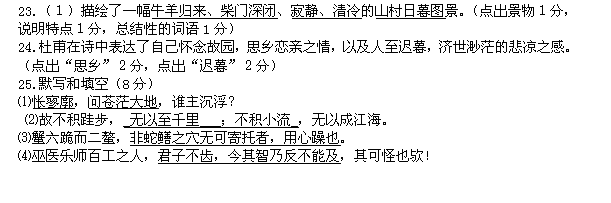 23.（1）描绘了一幅牛羊归来、柴门深闭、寂静、清冷的山村日暮图景。（点出景物1分，
说明特点1分，总结性的词语1分）
24.杜甫在诗中表达了自己怀念故园，思乡恋亲之情，以及人至迟暮，济世渺茫的悲凉之感。
（点出“思乡”2分，点出“迟暮”2分）
25.默写和填空（8分）
⑴怅寥廓，问苍茫大地，谁主沉浮？
⑵故不积跬步，无以至千里；不积小流，无以成江海。
⑶蟹六跪而二螯，非蛇鳝之穴无可寄托者，用心躁也。
⑷巫医乐师百工之人，君子不齿，今其智乃反不能及，其可怪也欤！